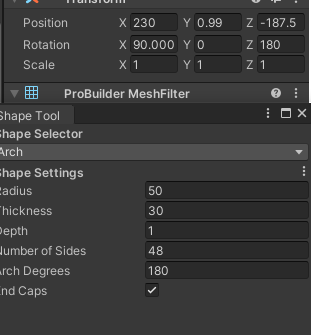 Transform
Position X 230 Y 0.99 Z -187.5
Rotation X 90.000 Y 0 Z 180
Scale X 1 Y 1 Z 1
ProBuilder MeshFilter
Shape Tool
Shape Selector
Arch
Shape Settings
Radius 50
Thickness 30
Depth 1
Number of Sides 48
Arch Degrees 180
End Caps